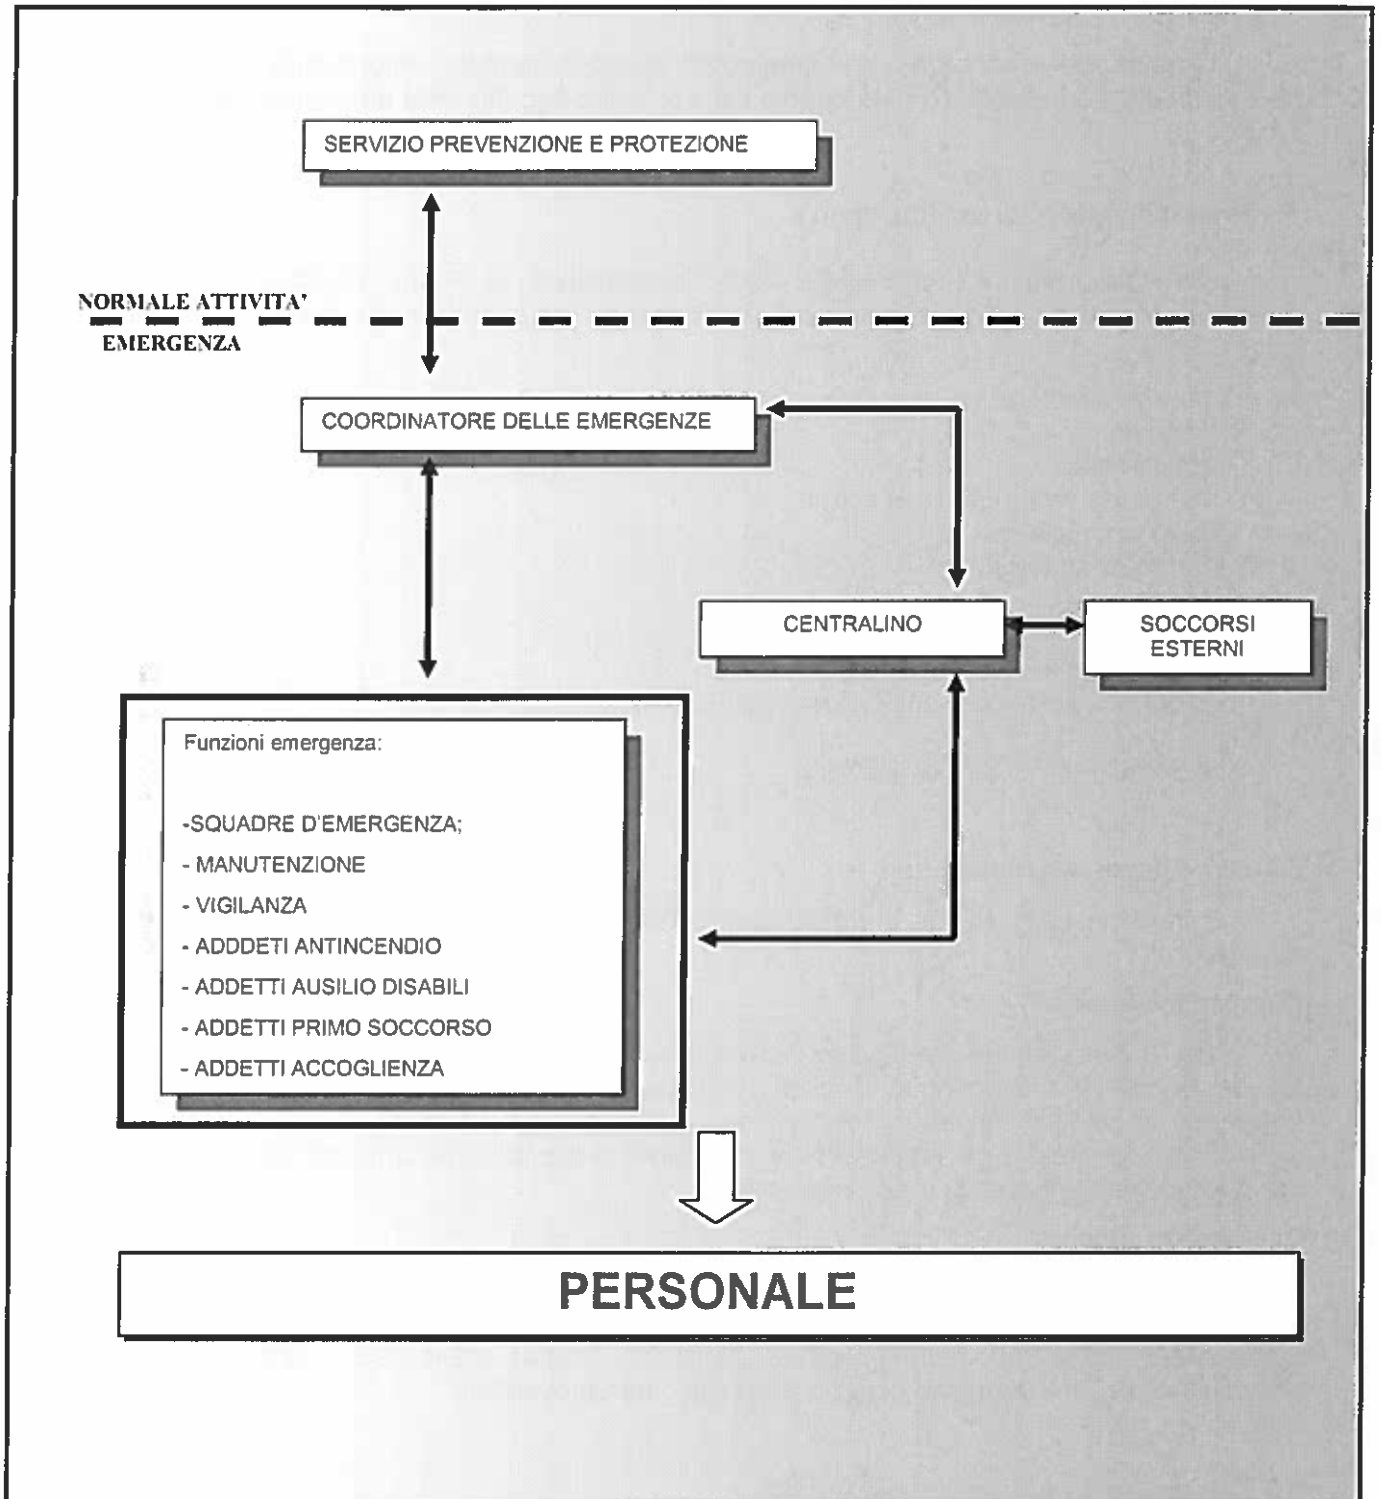 SERVIZIO PREVENZIONE E PROTEZIONE
NORMALE ATTIVITA'
EMERGENZA
COORDINATORE DELLE EMERGENZE
CENTRALINO
SOCCORSI
ESTERNI
Funzioni emergenza:
-SQUADRE D'EMERGENZA;
- MANUTENZIONE
- VIGILANZA
- ADDDETI ANTINCENDIO
- ADDETTI AUSILIO DISABILI
- ADDETTI PRIMO SOCCORSO
- ADDETTI ACCOGLIENZA
PERSONALE